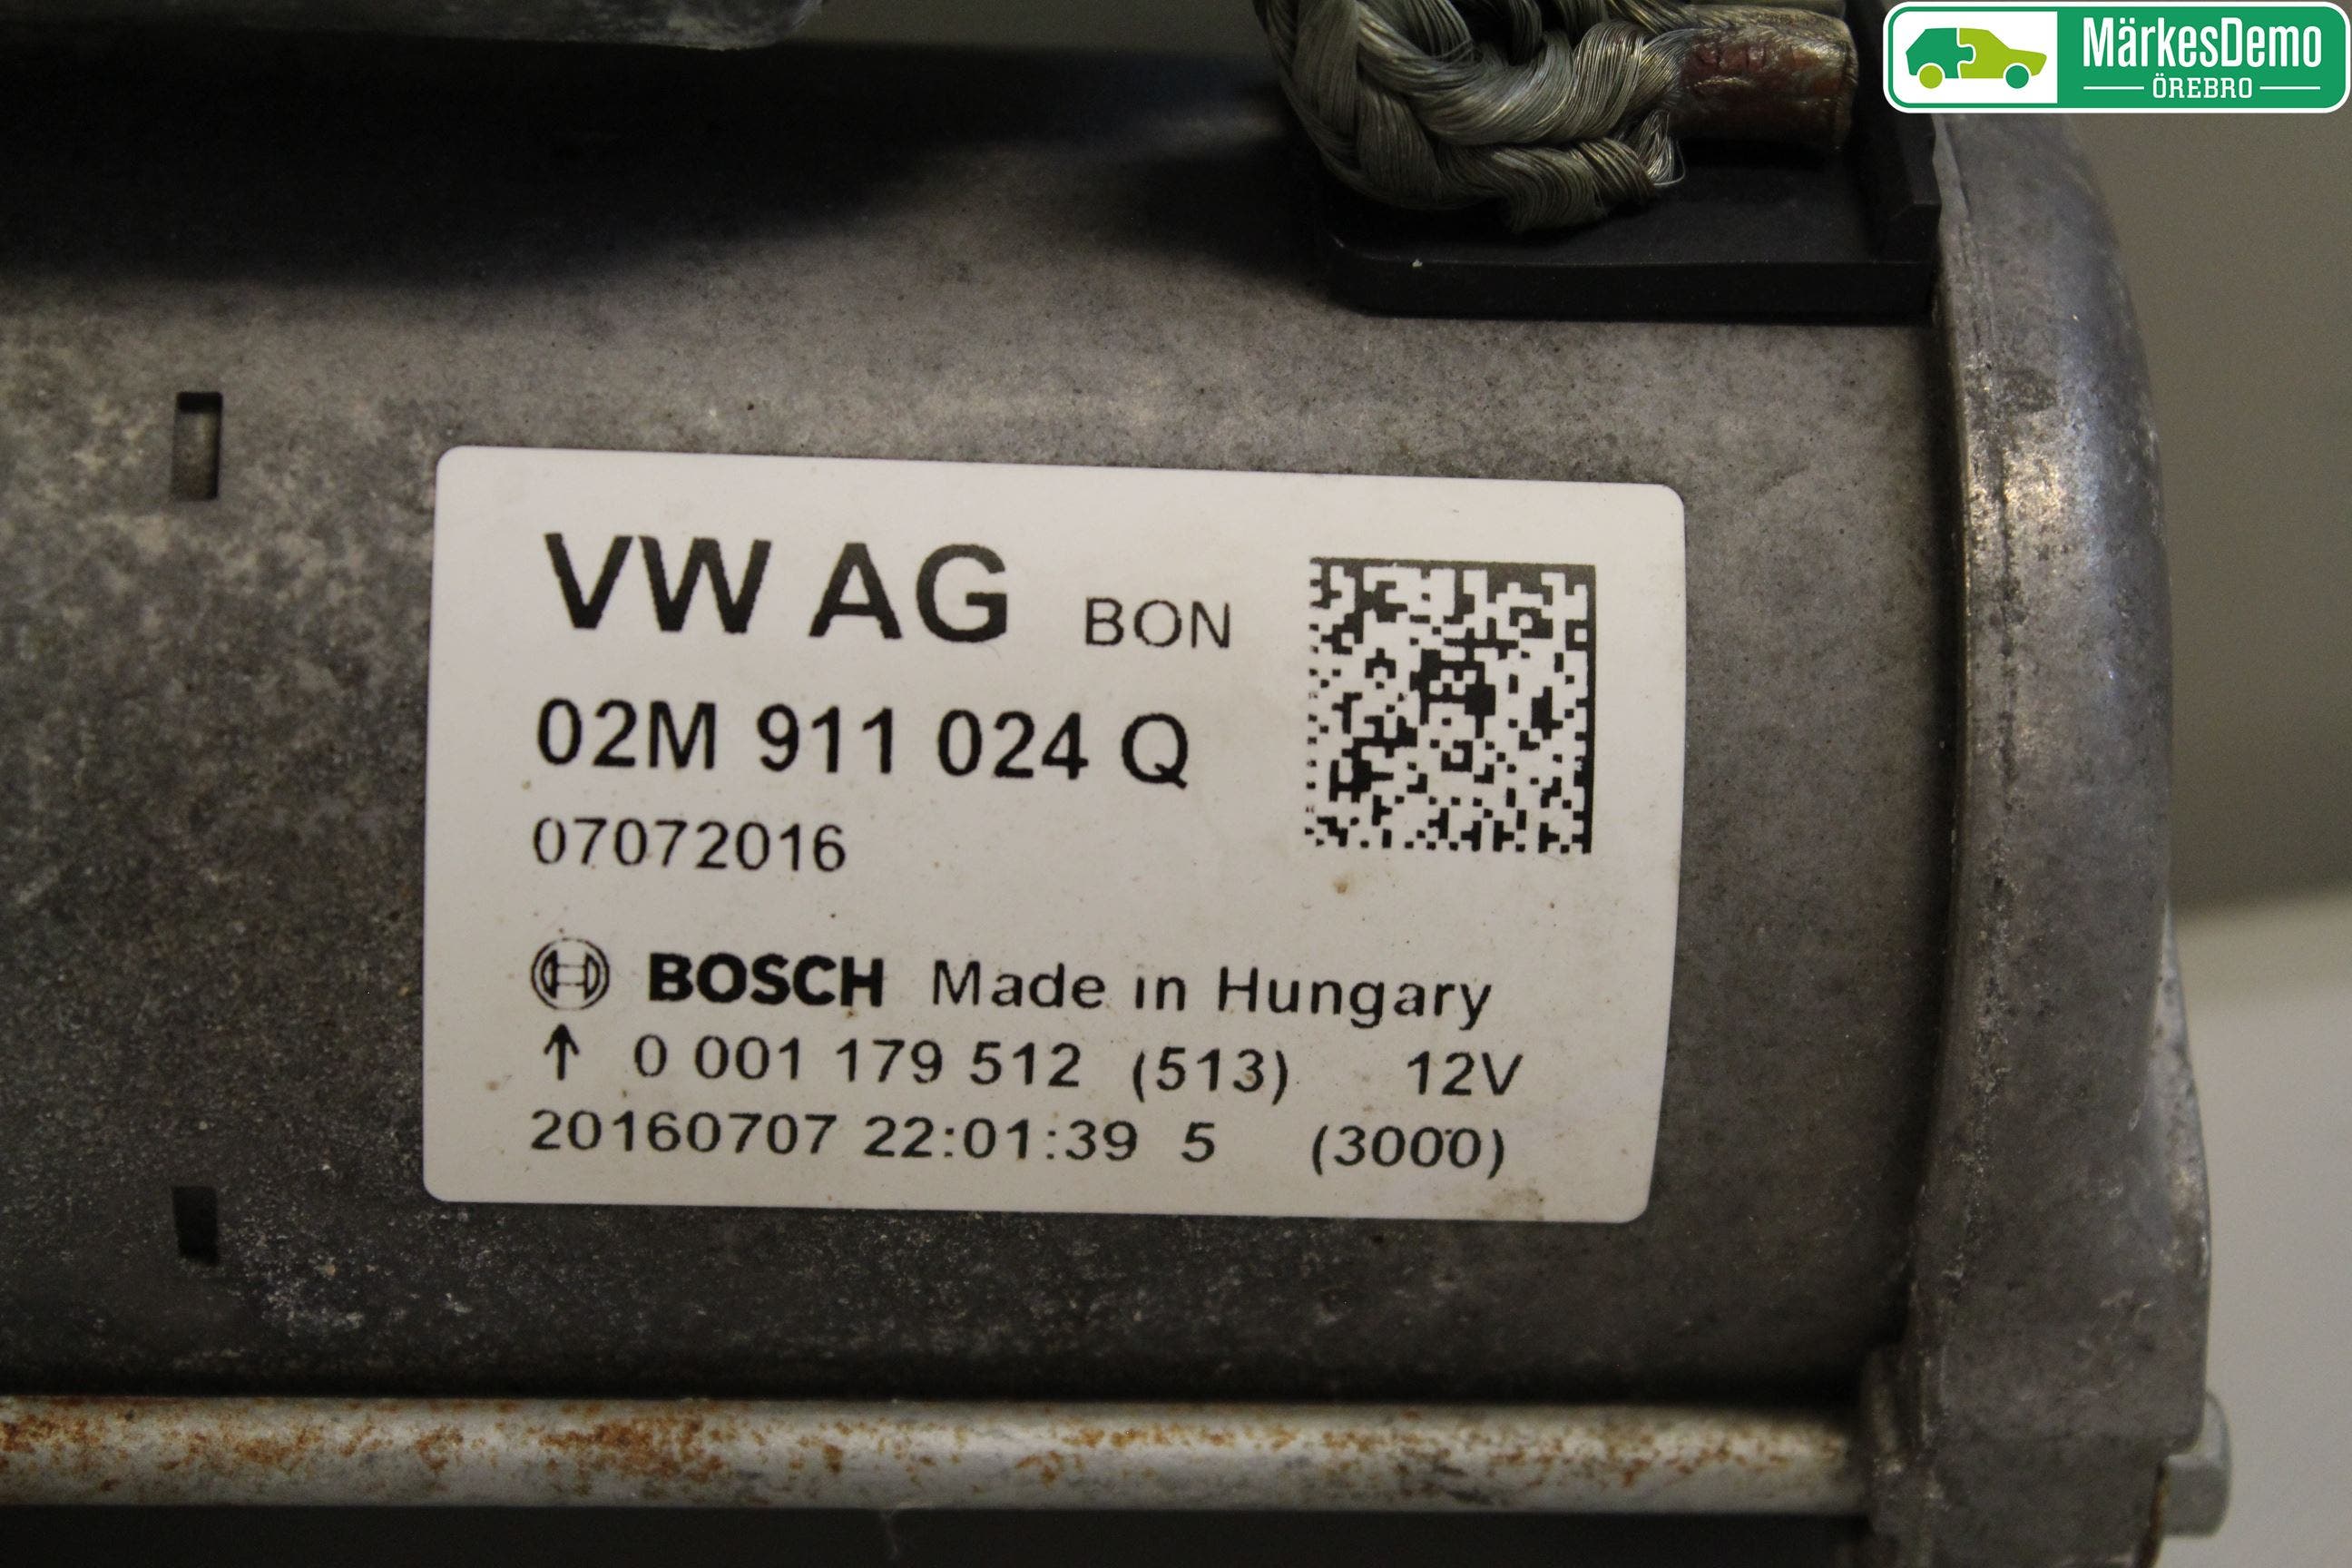 MärkesDemo
ÖREBRO
VW AG BON
02M 911 024 Q
07072016
BOSCH Made in Hungary
↑ 0 001 179 512 (513) 12V
20160707 22:01:39 5 (3000)